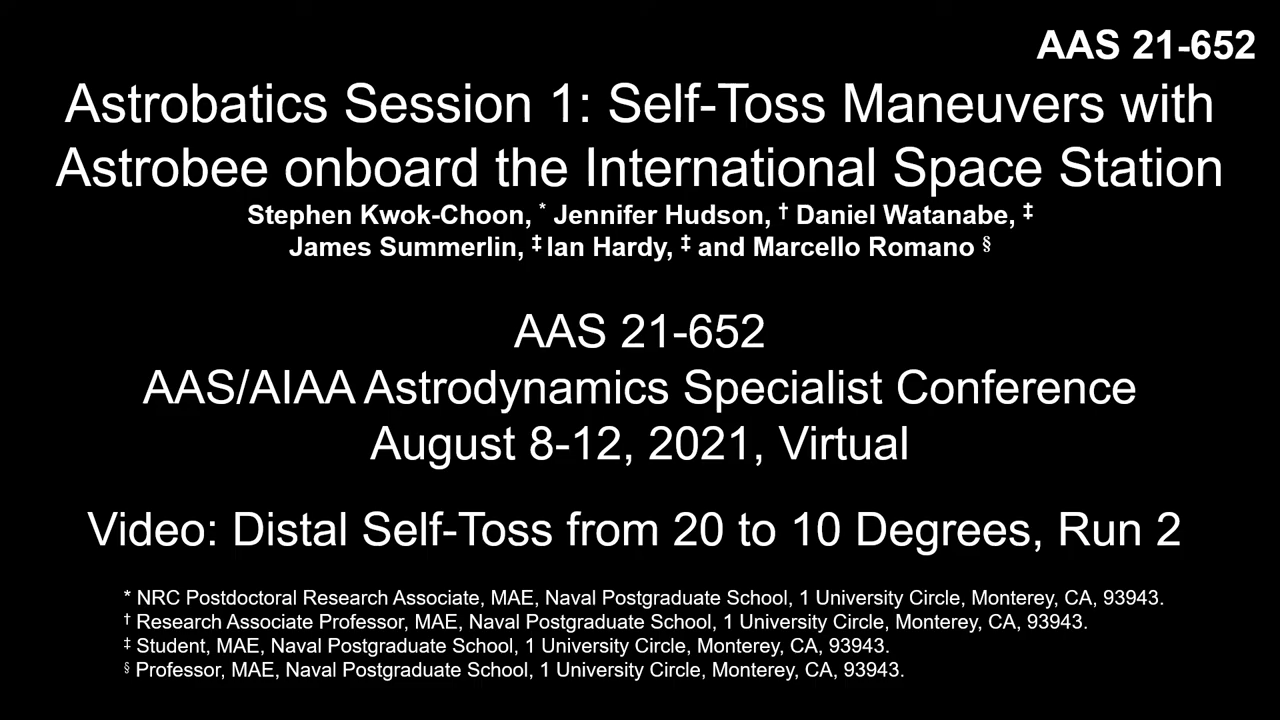 AAS 21-652
Astrobatics Session 1: Self-Toss Maneuvers with
Astrobee onboard the International Space Station
Stephen Kwok-Choon, * Jennifer Hudson, † Daniel Watanabe, ‡
James Summerlin, ‡ Ian Hardy, ‡ and Marcello Romano §
AAS 21-652
AAS/AIAA Astrodynamics Specialist Conference
August 8-12, 2021, Virtual
Video: Distal Self-Toss from 20 to 10 Degrees, Run 2
* NRC Postdoctoral Research Associate, MAE, Naval Postgraduate School, 1 University Circle, Monterey, CA, 93943.
† Research Associate Professor, MAE, Naval Postgraduate School, 1 University Circle, Monterey, CA, 93943.
‡ Student, MAE, Naval Postgraduate School, 1 University Circle, Monterey, CA, 93943.
§ Professor, MAE, Naval Postgraduate School, 1 University Circle, Monterey, CA, 93943.